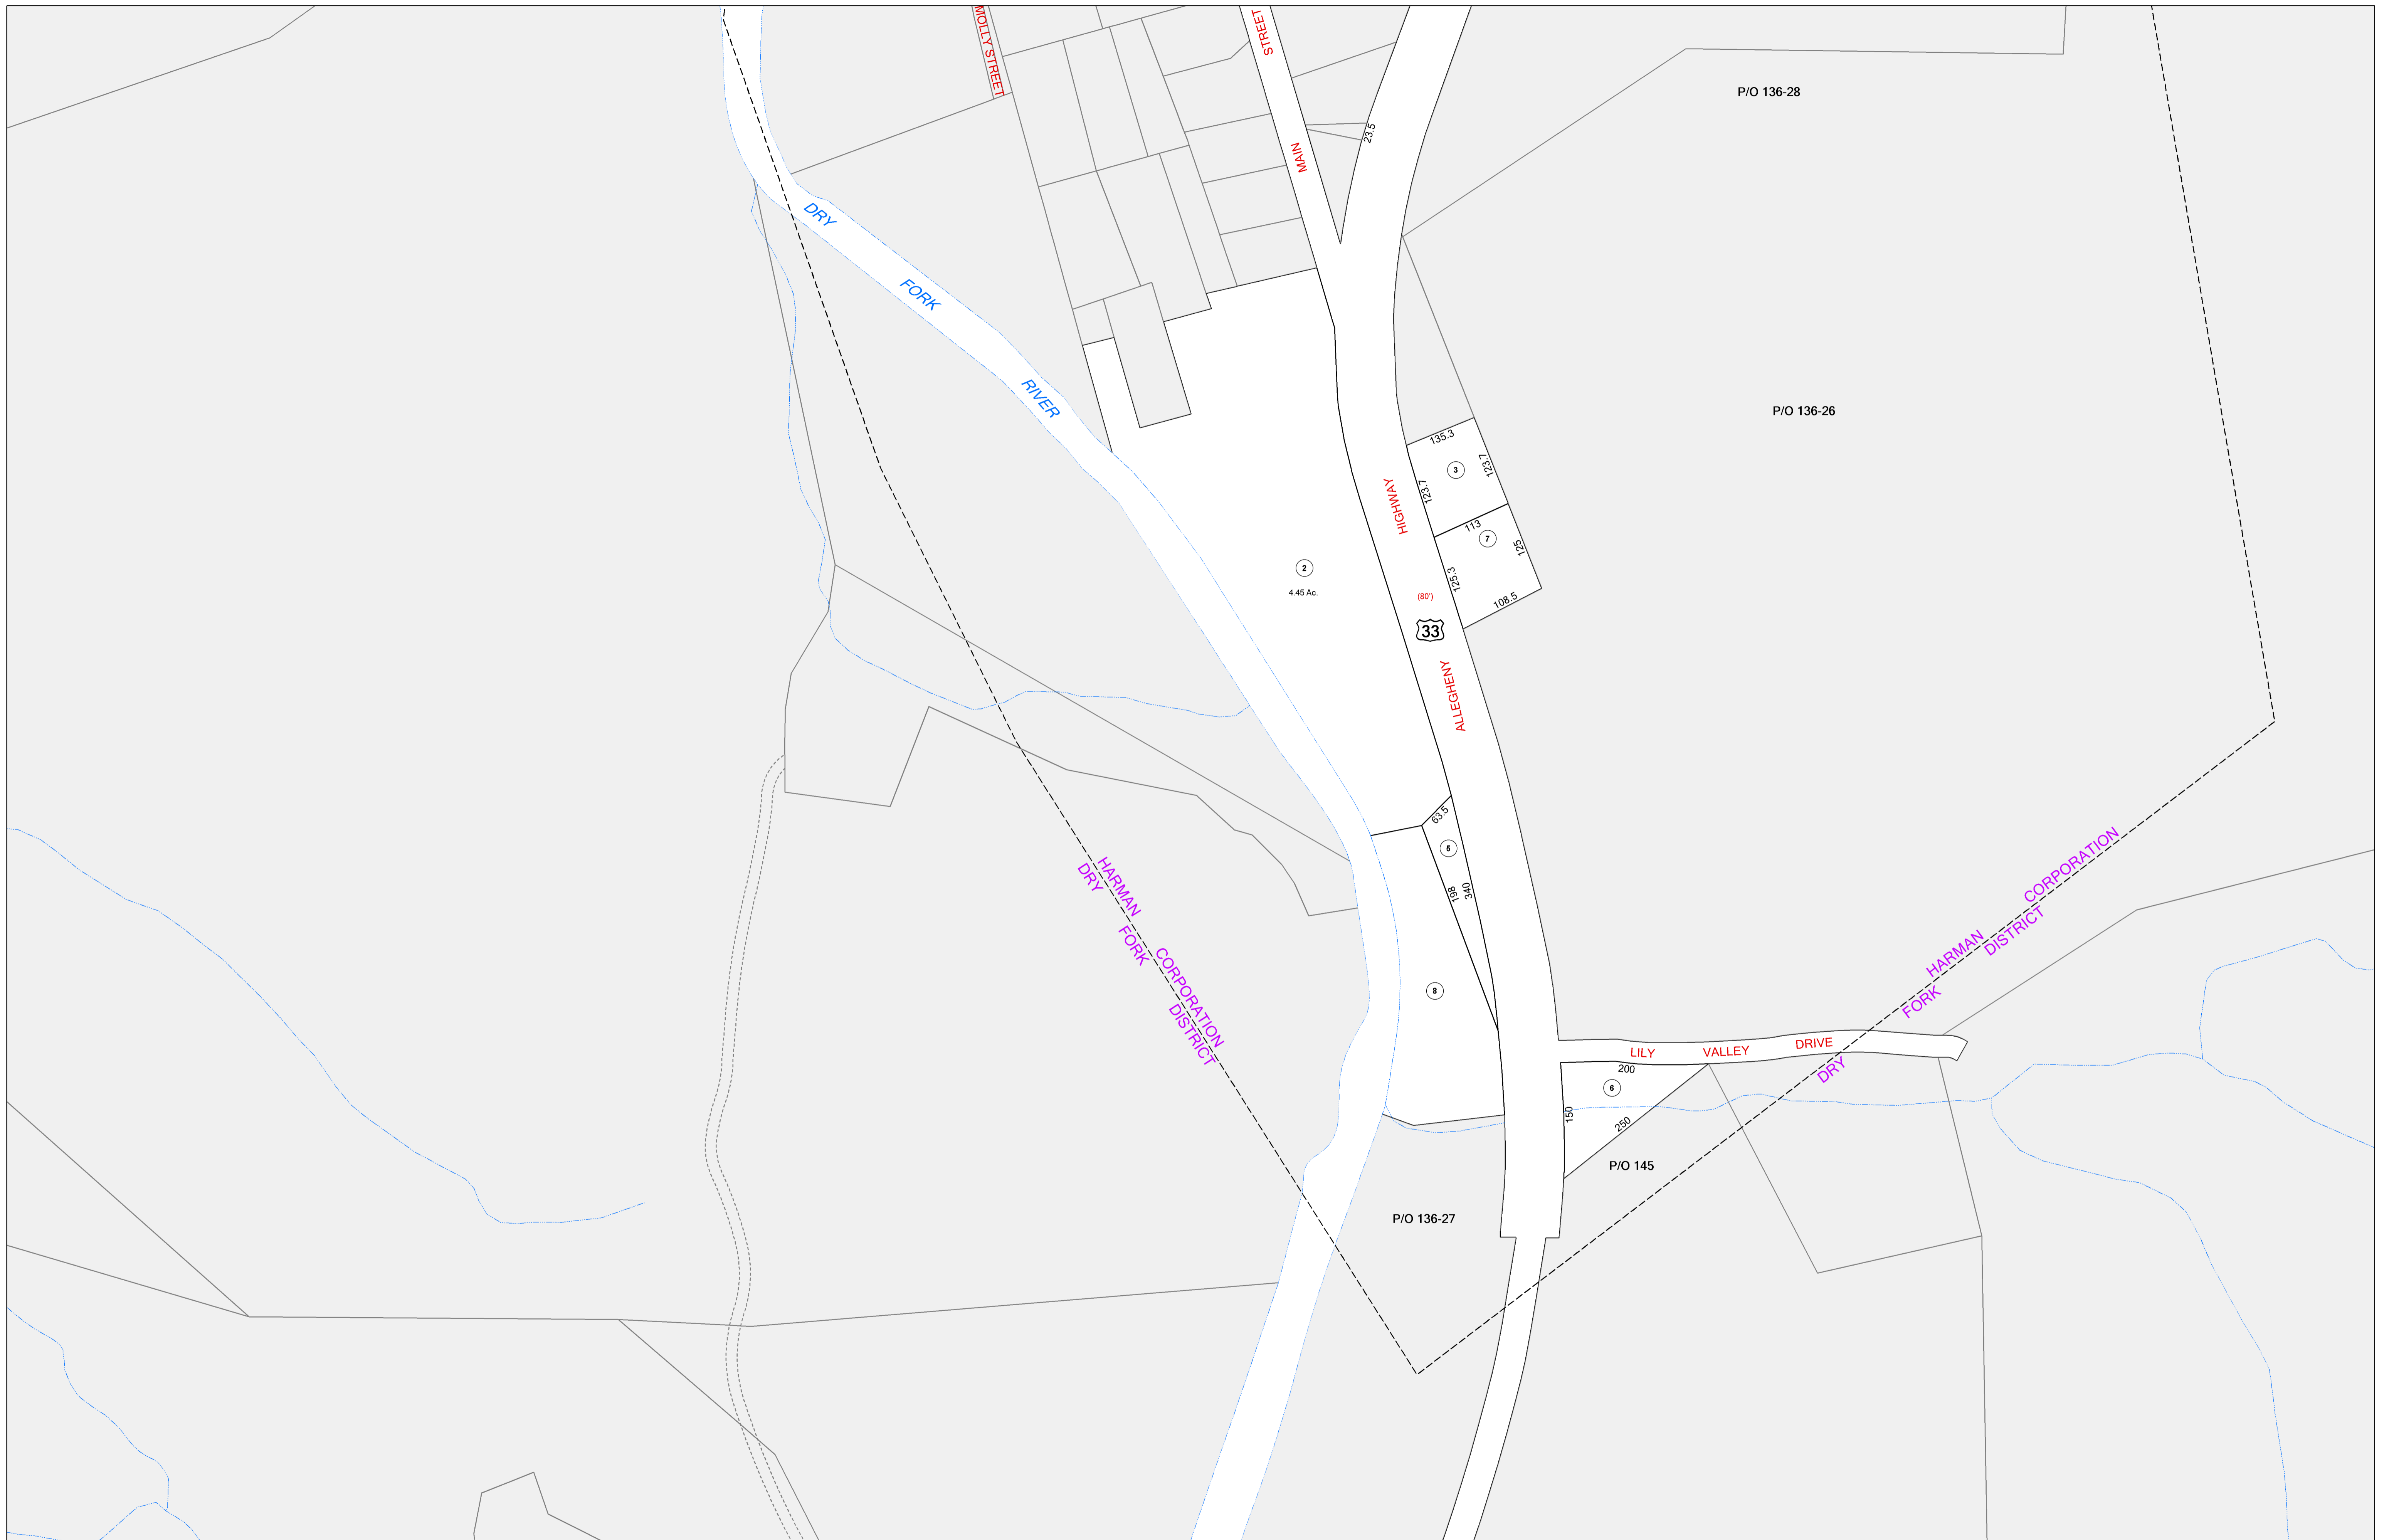 MOLLY STREET
STREET
MAIN
23.5
P/O 136-28
DRY
FORK
RIVER
P/O 136-26
135.3
3
123.7
123.7
HIGHWAY
113
7
125
125.3
108.5
2
4.45 Ac.
(80')
33
ALLEGHENY
63.5
5
198
340
8
HARMAN CORPORATION
DRY FORK DISTRICT
HARMAN CORPORATION
DRY FORK DISTRICT
LILY VALLEY DRIVE
200
6
150
250
P/O 145
P/O 136-27